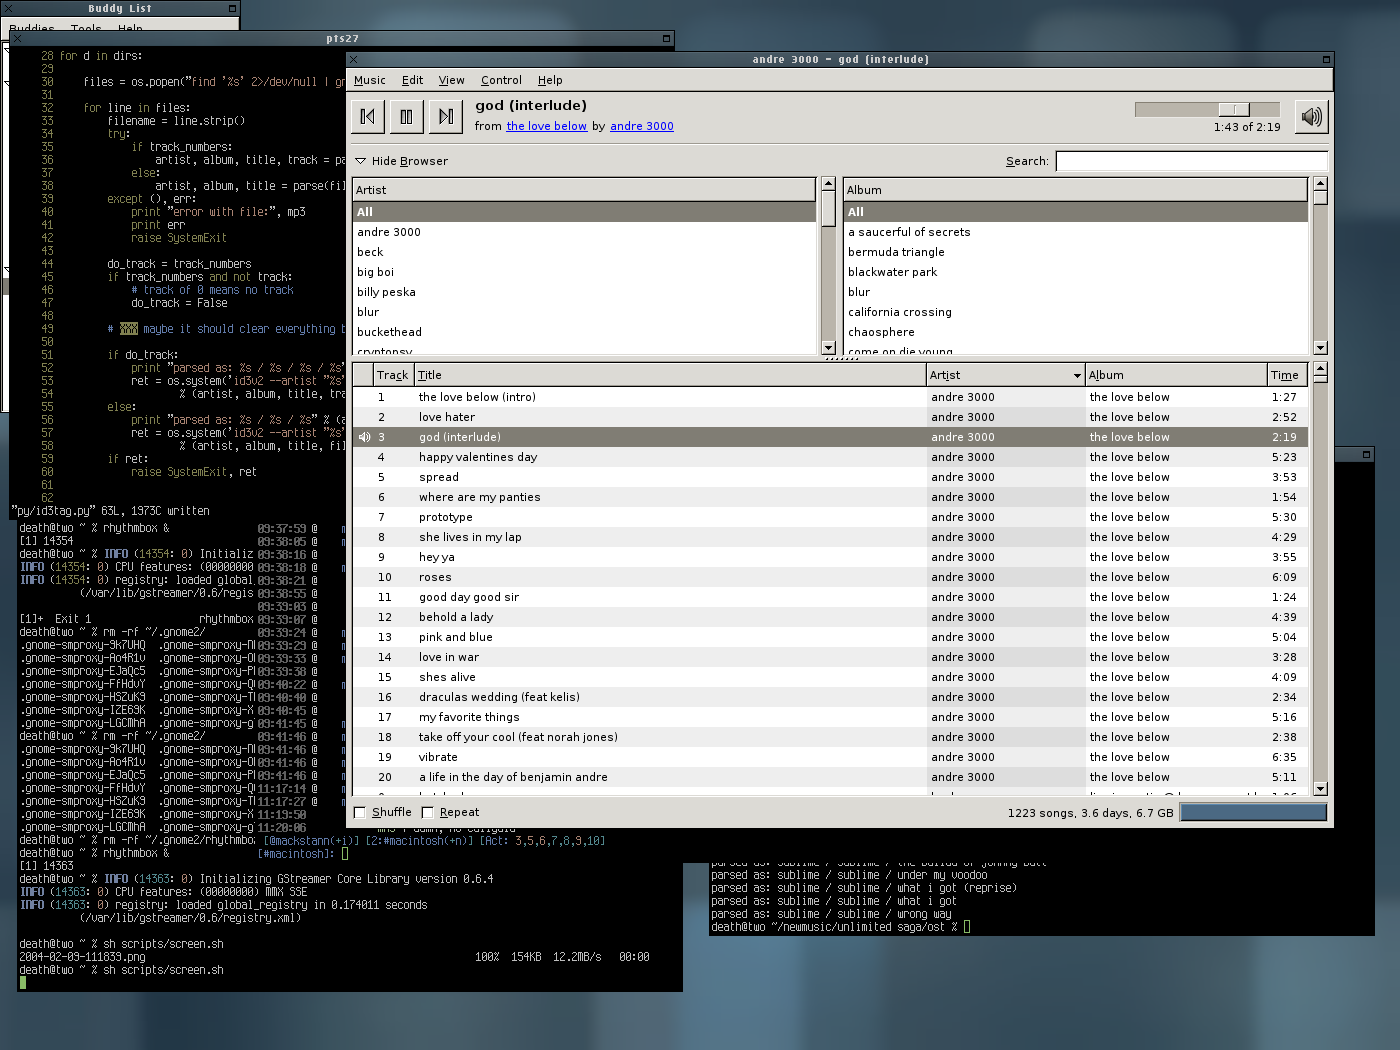 Buddy List
Buddies Tools Help
pts27
28 for d in dirs:
29
30 files = os.popen("find '%s' 2>/dev/null | gr
31
32 for line in files:
33 filename = line.strip()
34 try:
35 if track_numbers:
36 artist, album, title, track = pa
37 else:
38 artist, album, title = parse(fil
39 except (), err:
40 print "error with file:", mp3
41 print err
42 raise SystemExit
43
44 do_track = track_numbers
45 if track_numbers and not track:
46 # track of 0 means no track
47 do_track = False
48
49 # XXX maybe it should clear everything b
50
51 if do_track:
52 print "parsed as: %s / %s / %s / %s"
53 ret = os.system('id3v2 --artist "%s"
54 % (artist, album, title, tra
55 else:
56 print "parsed as: %s / %s / %s" % (a
57 ret = os.system('id3v2 --artist "%s"
58 % (artist, album, title, fil
59 if ret:
60 raise SystemExit, ret
61
62
"py/id3tag.py" 63L, 1973C written
andre 3000 - god (interlude)
Music Edit View Control Help
god (interlude)
from the love below by andre 3000
1:43 of 2:19
Hide Browser
Search:
Artist
All
andre 3000
beck
big boi
billy peska
blur
buckethead
cryptopsy
Album
All
a saucerful of secrets
bermuda triangle
blackwater park
blur
california crossing
chaosphere
come on die young
Track Title Artist Album Time
1 the love below (intro) andre 3000 the love below 1:27
2 love hater andre 3000 the love below 2:52
3 god (interlude) andre 3000 the love below 2:19
4 happy valentines day andre 3000 the love below 5:23
5 spread andre 3000 the love below 3:53
6 where are my panties andre 3000 the love below 1:54
7 prototype andre 3000 the love below 5:30
8 she lives in my lap andre 3000 the love below 4:29
9 hey ya andre 3000 the love below 3:55
10 roses andre 3000 the love below 6:09
11 good day good sir andre 3000 the love below 1:24
12 behold a lady andre 3000 the love below 4:39
13 pink and blue andre 3000 the love below 5:04
14 love in war andre 3000 the love below 3:28
15 shes alive andre 3000 the love below 4:09
16 draculas wedding (feat kelis) andre 3000 the love below 2:34
17 my favorite things andre 3000 the love below 5:16
18 take off your cool (feat norah jones) andre 3000 the love below 2:38
19 vibrate andre 3000 the love below 6:35
20 a life in the day of benjamin andre andre 3000 the love below 5:11
Shuffle Repeat
1223 songs, 3.6 days, 6.7 GB
death@two ~ % rhythmbox &
[1] 14354
death@two ~ % INFO (14354: 0) Initializ
INFO (14354: 0) CPU features: (00000000
INFO (14354: 0) registry: loaded global
(/var/lib/gstreamer/0.6/regis
[1]+ Exit 1 rhythmbox
death@two ~ % rm -rf ~/.gnome2/
.gnome-smproxy-9k7UHQ .gnome-smproxy-
.gnome-smproxy-Ao4R1v .gnome-smproxy-
.gnome-smproxy-EJaQc5 .gnome-smproxy-
.gnome-smproxy-FfHdvY .gnome-smproxy-
.gnome-smproxy-HSZuK9 .gnome-smproxy-
.gnome-smproxy-IZE69K .gnome-smproxy-
.gnome-smproxy-LGCMhA .gnome-smproxy-
death@two ~ % rm -rf ~/.gnome2/
.gnome-smproxy-9k7UHQ .gnome-smproxy-
.gnome-smproxy-Ao4R1v .gnome-smproxy-
.gnome-smproxy-EJaQc5 .gnome-smproxy-
.gnome-smproxy-FfHdvY .gnome-smproxy-
.gnome-smproxy-HSZuK9 .gnome-smproxy-
.gnome-smproxy-IZE69K .gnome-smproxy-
.gnome-smproxy-LGCMhA .gnome-smproxy-
death@two ~ % rm -rf ~/.gnome2/rhythmbo
death@two ~ % rhythmbox &
[1] 14363
death@two ~ % INFO (14363: 0) Initializing GStreamer Core Library version 0.6.4
INFO (14363: 0) CPU features: (00000000) MMX SSE
INFO (14363: 0) registry: loaded global_registry in 0.174011 seconds
(/var/lib/gstreamer/0.6/registry.xml)
death@two ~ % sh scripts/screen.sh
2004-02-09-111839.png 100% 154KB 12.2MB/s 00:00
death@two ~ % sh scripts/screen.sh
09:37:59 @
09:38:05 @
09:38:16 @
09:38:18 @
09:38:21 @
09:38:55 @
09:39:03 @
09:39:07 @
09:39:24 @
09:39:29 @
09:39:33 @
09:39:38 @
09:40:22 @
09:40:40 @
09:40:45 @
09:41:45 @
09:41:46 @
09:41:46 @
09:41:46 @
09:41:46 @
11:17:14 @
11:17:27 @
11:19:50
11:20:06
[@mackstann(+i)] [2:#macintosh(+n)] [Act: 3,5,6,7,8,9,10]
[#macintosh]:
parsed as: sublime / sublime / the ballad of johnny butt
parsed as: sublime / sublime / under my voodoo
parsed as: sublime / sublime / what i got (reprise)
parsed as: sublime / sublime / what i got
parsed as: sublime / sublime / wrong way
death@two ~/newmusic/unlimited saga/ost %